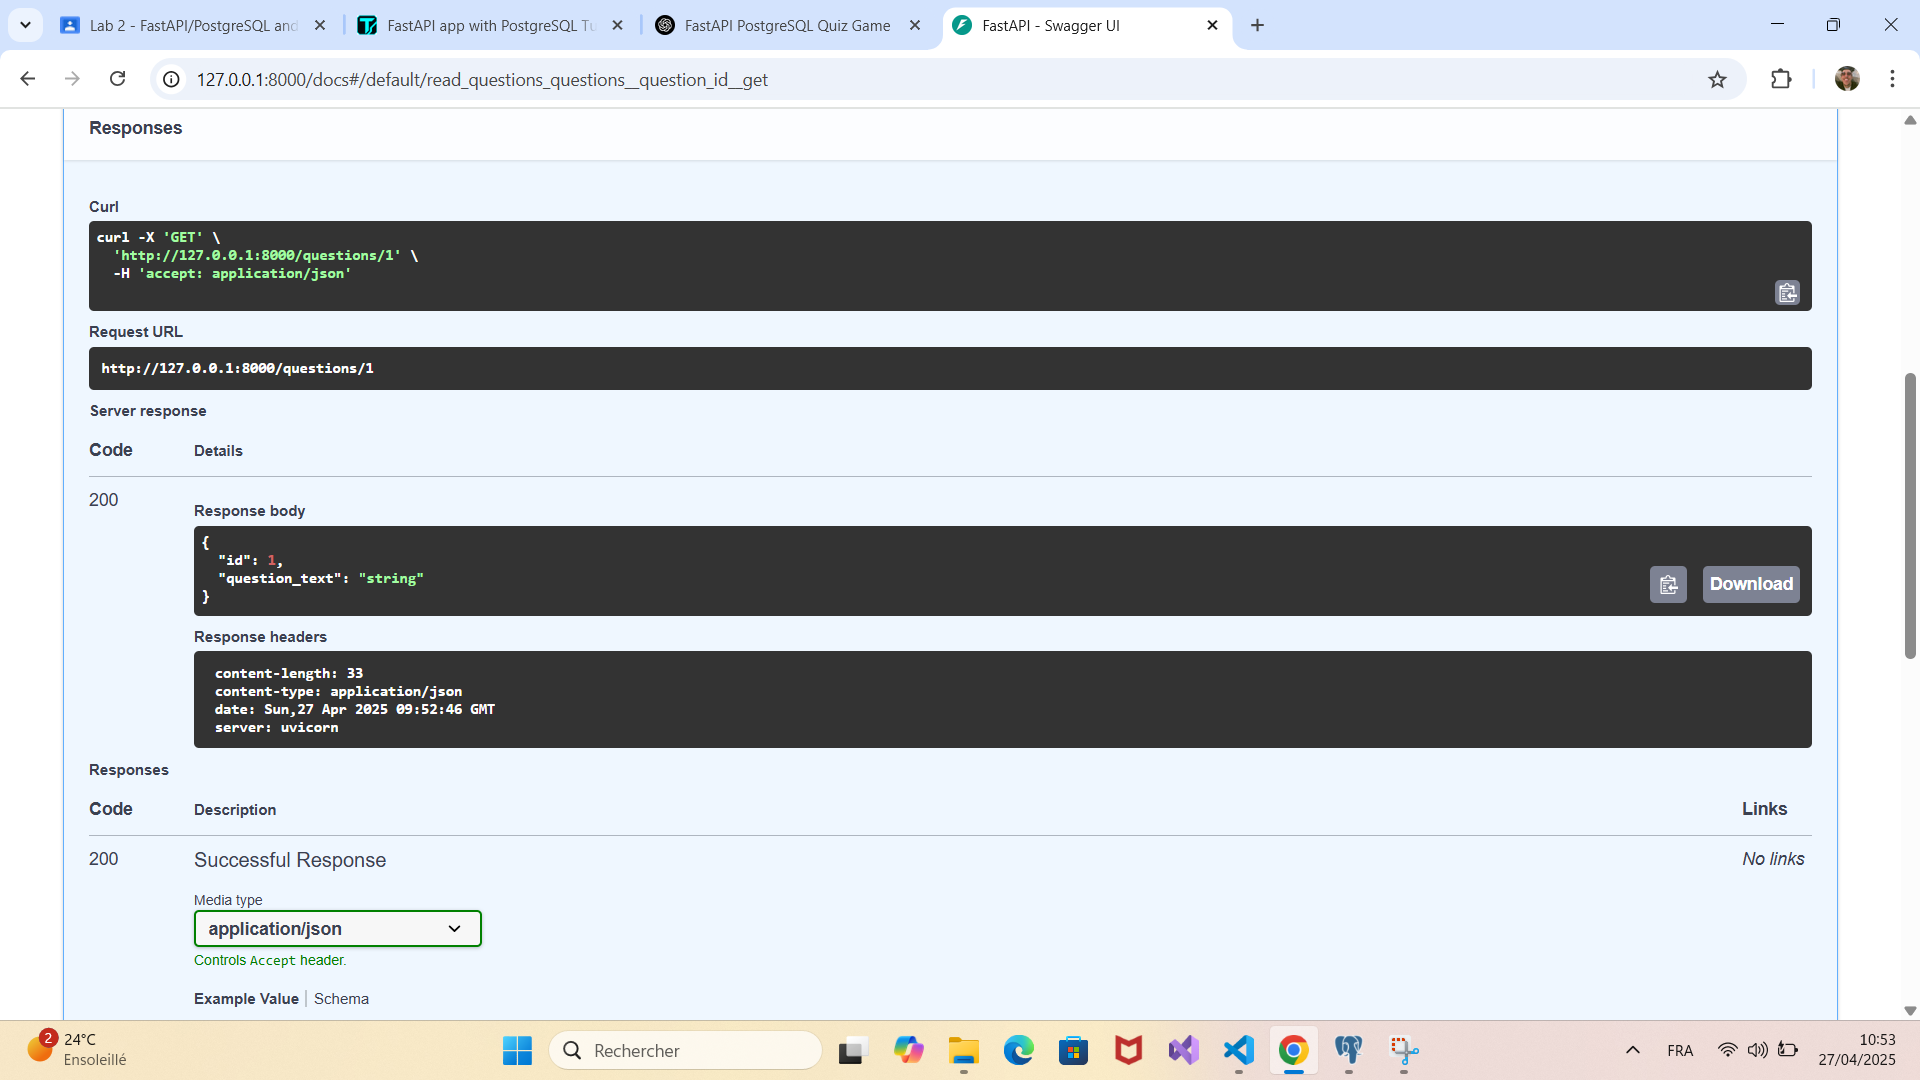 Lab 2 - FastAPI/PostgreSQL and
FastAPI app with PostgreSQL Tu
FastAPI PostgreSQL Quiz Game
FastAPI - Swagger UI
127.0.0.1:8000/docs#/default/read_questions_questions__question_id__get
Responses
Curl
curl -X 'GET' \
'http://127.0.0.1:8000/questions/1' \
-H 'accept: application/json'
Request URL
http://127.0.0.1:8000/questions/1
Server response
Code Details
200
Response body
{
"id": 1,
"question_text": "string"
}
Download
Response headers
content-length: 33
content-type: application/json
date: Sun,27 Apr 2025 09:52:46 GMT
server: uvicorn
Responses
Code Description Links
200 Successful Response No links
Media type
application/json
Controls Accept header.
Example Value Schema
2
24°C
Ensoleillé
Rechercher
FRA
10:53
27/04/2025